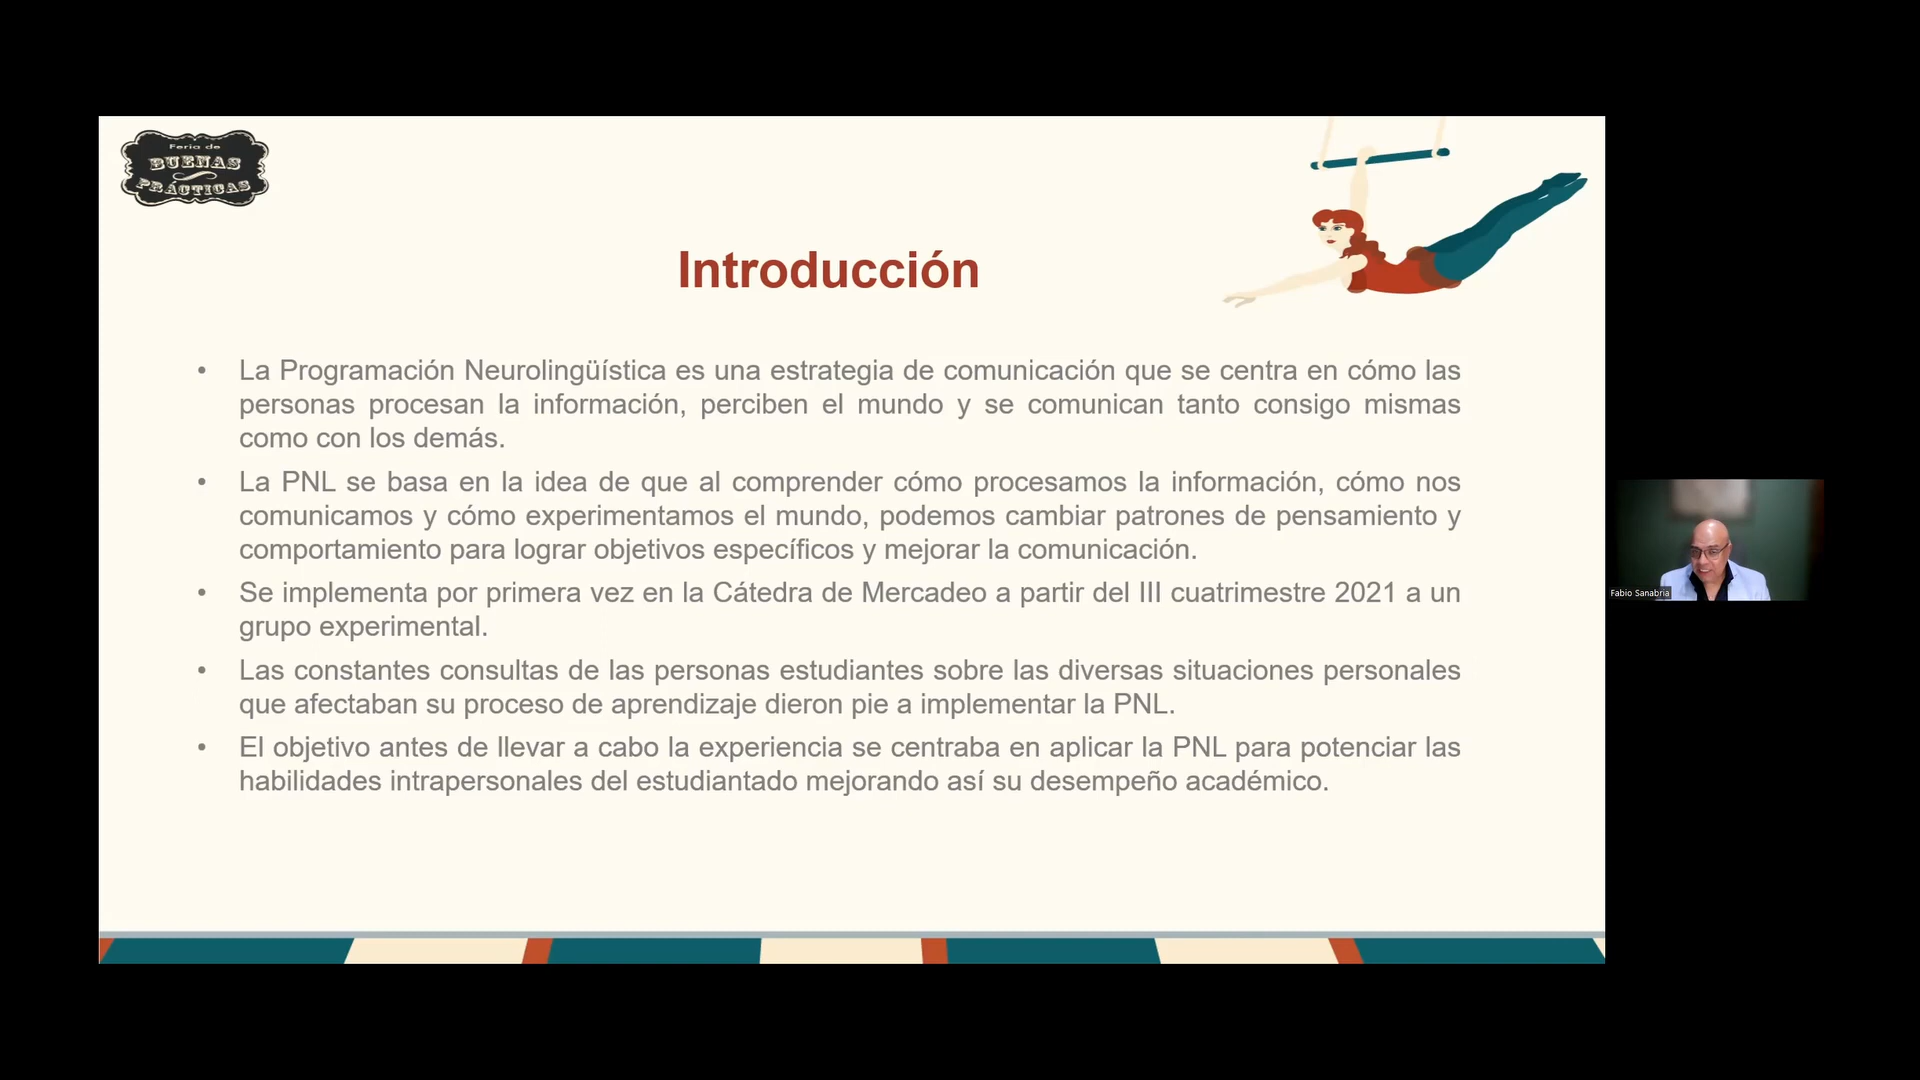 Feria de
BUENAS
PRÁCTICAS
Introducción
• La Programación Neurolingüística es una estrategia de comunicación que se centra en cómo las
personas procesan la información, perciben el mundo y se comunican tanto consigo mismas
como con los demás.
• La PNL se basa en la idea de que al comprender cómo procesamos la información, cómo nos
comunicamos y cómo experimentamos el mundo, podemos cambiar patrones de pensamiento y
comportamiento para lograr objetivos específicos y mejorar la comunicación.
• Se implementa por primera vez en la Cátedra de Mercadeo a partir del III cuatrimestre 2021 a un
grupo experimental.
• Las constantes consultas de las personas estudiantes sobre las diversas situaciones personales
que afectaban su proceso de aprendizaje dieron pie a implementar la PNL.
• El objetivo antes de llevar a cabo la experiencia se centraba en aplicar la PNL para potenciar las
habilidades intrapersonales del estudiantado mejorando así su desempeño académico.
Fabio Sanabria